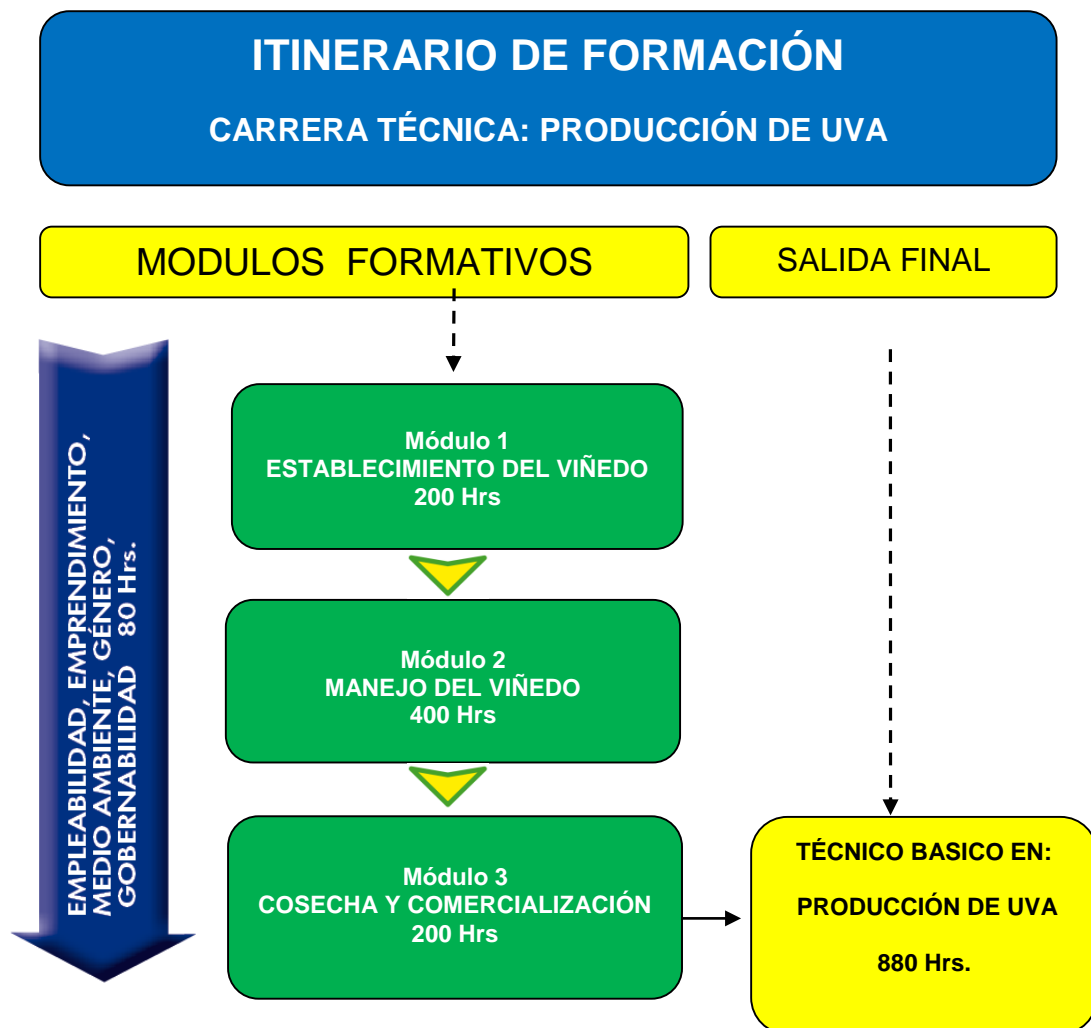 ITINERARIO DE FORMACIÓN
CARRERA TÉCNICA: PRODUCCIÓN DE UVA
MODULOS FORMATIVOS
SALIDA FINAL
EMPLEABILIDAD, EMPRENDIMIENTO,
MEDIO AMBIENTE, GÉNERO,
GOBERNABILIDAD 80 Hrs.
Módulo 1
ESTABLECIMIENTO DEL VIÑEDO
200 Hrs
Módulo 2
MANEJO DEL VIÑEDO
400 Hrs
Módulo 3
COSECHA Y COMERCIALIZACIÓN
200 Hrs
TÉCNICO BASICO EN:
PRODUCCIÓN DE UVA
880 Hrs.